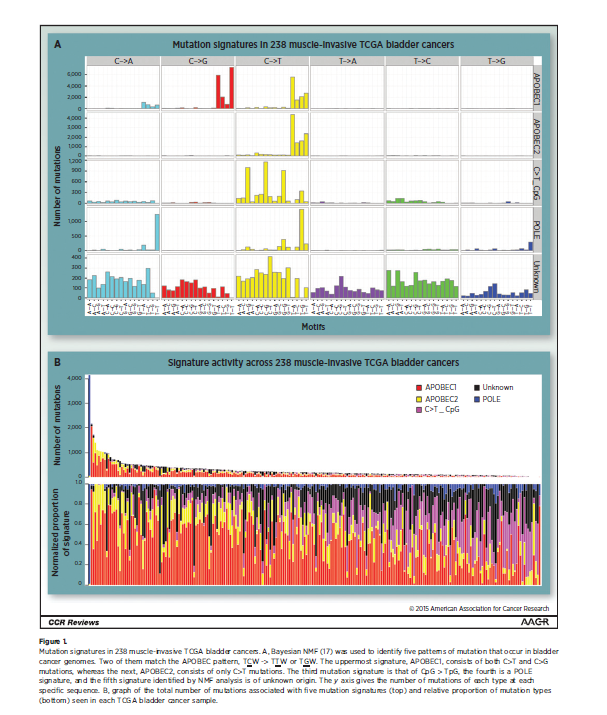 A
Mutation signatures in 238 muscle-invasive TCGA bladder cancers
C–>A C–>G C–>T T–>A T–>C T–>G
6,000
4,000
2,000
0
APOBEC1
4,000
3,000
2,000
1,000
0
APOBEC2
1,200
900
600
300
0
C>T_CpG
1,000
500
0
POLE
400
300
200
100
0
Unknown
Number of mutations
Motifs
B
Signature activity across 238 muscle-invasive TCGA bladder cancers
4,000
3,000
2,000
1,000
0
Number of mutations
APOBEC1
APOBEC2
C>T_CpG
Unknown
POLE
1.0
0.8
0.6
0.4
0.2
0
Normalized proportion
of signature
© 2015 American Association for Cancer Research
CCR Reviews
AACR
Figure 1.
Mutation signatures in 238 muscle-invasive TCGA bladder cancers. A, Bayesian NMF (17) was used to identify five patterns of mutation that occur in bladder
cancer genomes. Two of them match the APOBEC pattern, TCW -> TTW or TGW. The uppermost signature, APOBEC1, consists of both C>T and C>G
mutations, whereas the next, APOBEC2, consists of only C>T mutations. The third mutation signature is that of CpG > TpG, the fourth is a POLE
signature, and the fifth signature identified by NMF analysis is of unknown origin. The y axis gives the number of mutations of each type at each
specific sequence. B, graph of the total number of mutations associated with five mutation signatures (top) and relative proportion of mutation types
(bottom) seen in each TCGA bladder cancer sample.